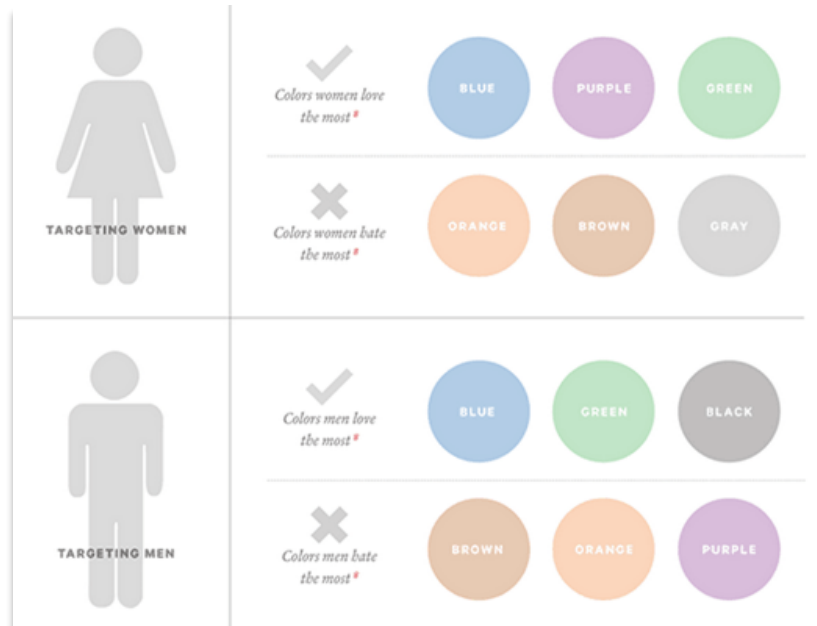 TARGETING WOMEN
Colors women love
the most*
BLUE
PURPLE
GREEN
Colors women hate
the most*
ORANGE
BROWN
GRAY
TARGETING MEN
Colors men love
the most*
BLUE
GREEN
BLACK
Colors men hate
the most*
BROWN
ORANGE
PURPLE